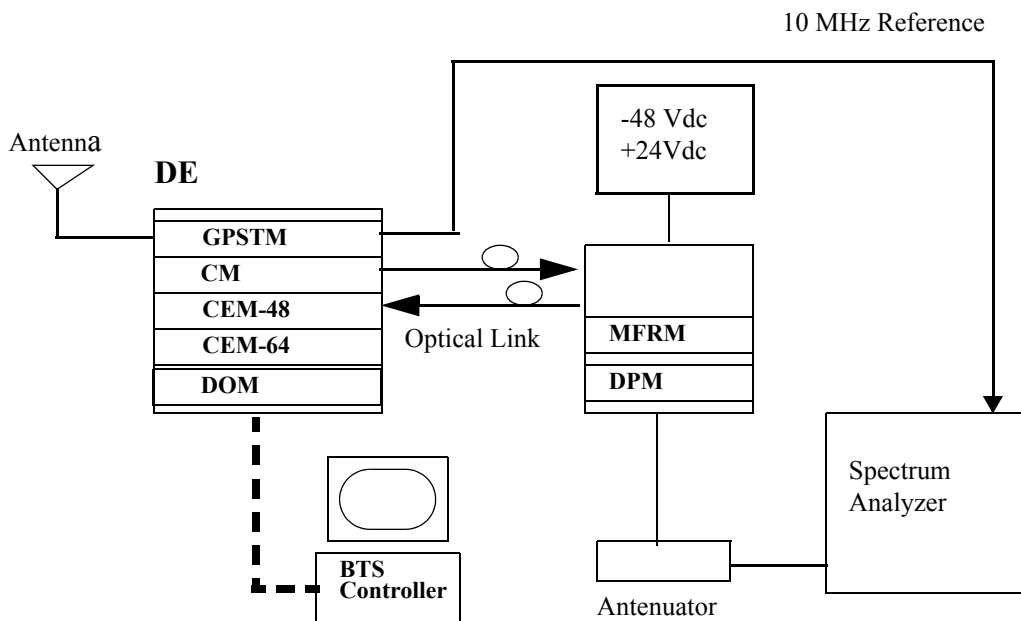 10 MHz Reference
-48 Vdc
+24Vdc
Antenna
DE
GPSTM
CM
CEM-48
CEM-64
DOM
Optical Link
MFRM
DPM
Spectrum
Analyzer
BTS
Controller
Antenuator